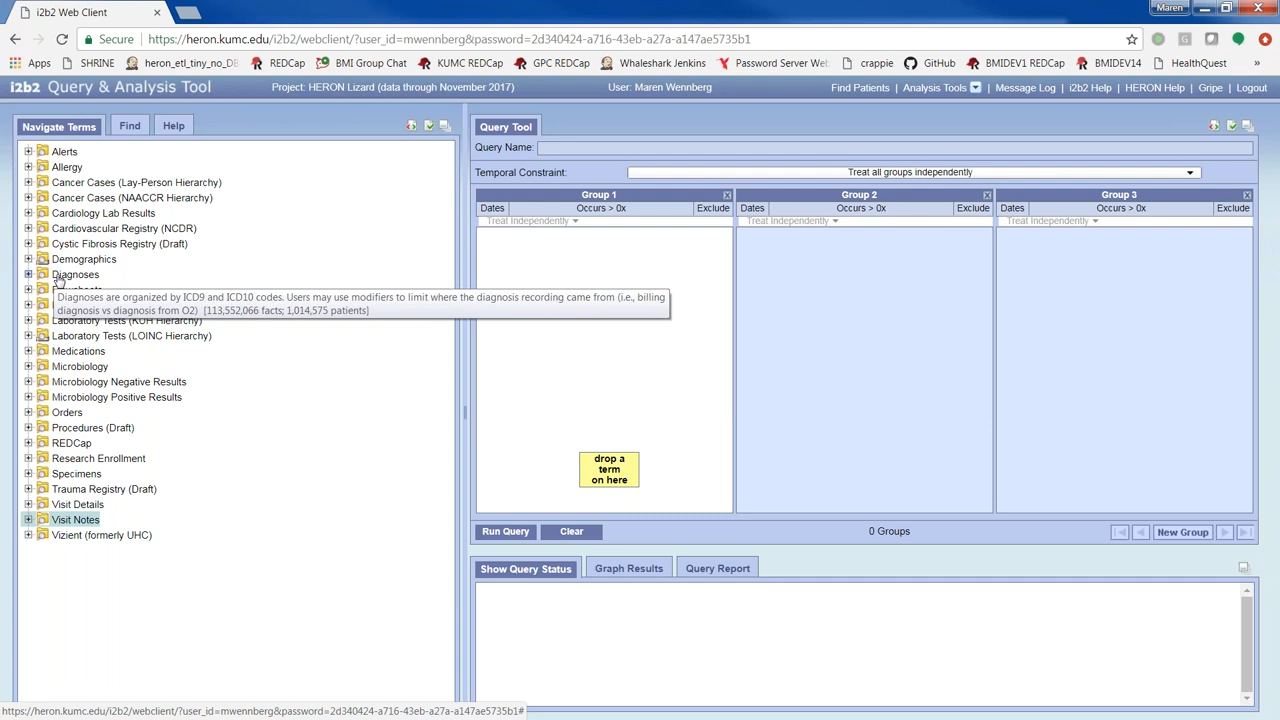 i2b2 Web Client
Maren
Secure
https://heron.kumc.edu/i2b2/webclient/?user_id=mwennberg&password=2d340424-a716-43eb-a27a-a147ae5735b1
Apps
SHRINE
heron_etl_tiny_no_DB
REDCap
BMI Group Chat
KUMC REDCap
GPC REDCap
Whaleshark Jenkins
Password Server Web
crappie
GitHub
BMIDEV1 REDCap
BMIDEV14
HealthQuest
»
i2b2 Query & Analysis Tool
Project: HERON Lizard (data through November 2017)
User: Maren Wennberg
Find Patients | Analysis Tools | Message Log | i2b2 Help | HERON Help | Gripe | Logout
Navigate Terms
Find
Help
Alerts
Allergy
Cancer Cases (Lay-Person Hierarchy)
Cancer Cases (NAACCR Hierarchy)
Cardiology Lab Results
Cardiovascular Registry (NCDR)
Cystic Fibrosis Registry (Draft)
Demographics
Diagnoses
Diagnoses are organized by ICD9 and ICD10 codes. Users may use modifiers to limit where the diagnosis recording came from (i.e., billing
diagnosis vs diagnosis from O2) [113,552,066 facts; 1,014,575 patients]
Laboratory Tests (KUH Hierarchy)
Laboratory Tests (LOINC Hierarchy)
Medications
Microbiology
Microbiology Negative Results
Microbiology Positive Results
Orders
Procedures (Draft)
REDCap
Research Enrollment
Specimens
Trauma Registry (Draft)
Visit Details
Visit Notes
Vizient (formerly UHC)
Query Tool
Query Name:
Temporal Constraint:
Treat all groups independently
Group 1
Group 2
Group 3
Dates
Occurs > 0x
Exclude
Dates
Occurs > 0x
Exclude
Dates
Occurs > 0x
Exclude
Treat Independently
Treat Independently
Treat Independently
drop a
term
on here
Run Query
Clear
0 Groups
New Group
Show Query Status
Graph Results
Query Report
https://heron.kumc.edu/i2b2/webclient/?user_id=mwennberg&password=2d340424-a716-43eb-a27a-a147ae5735b1#